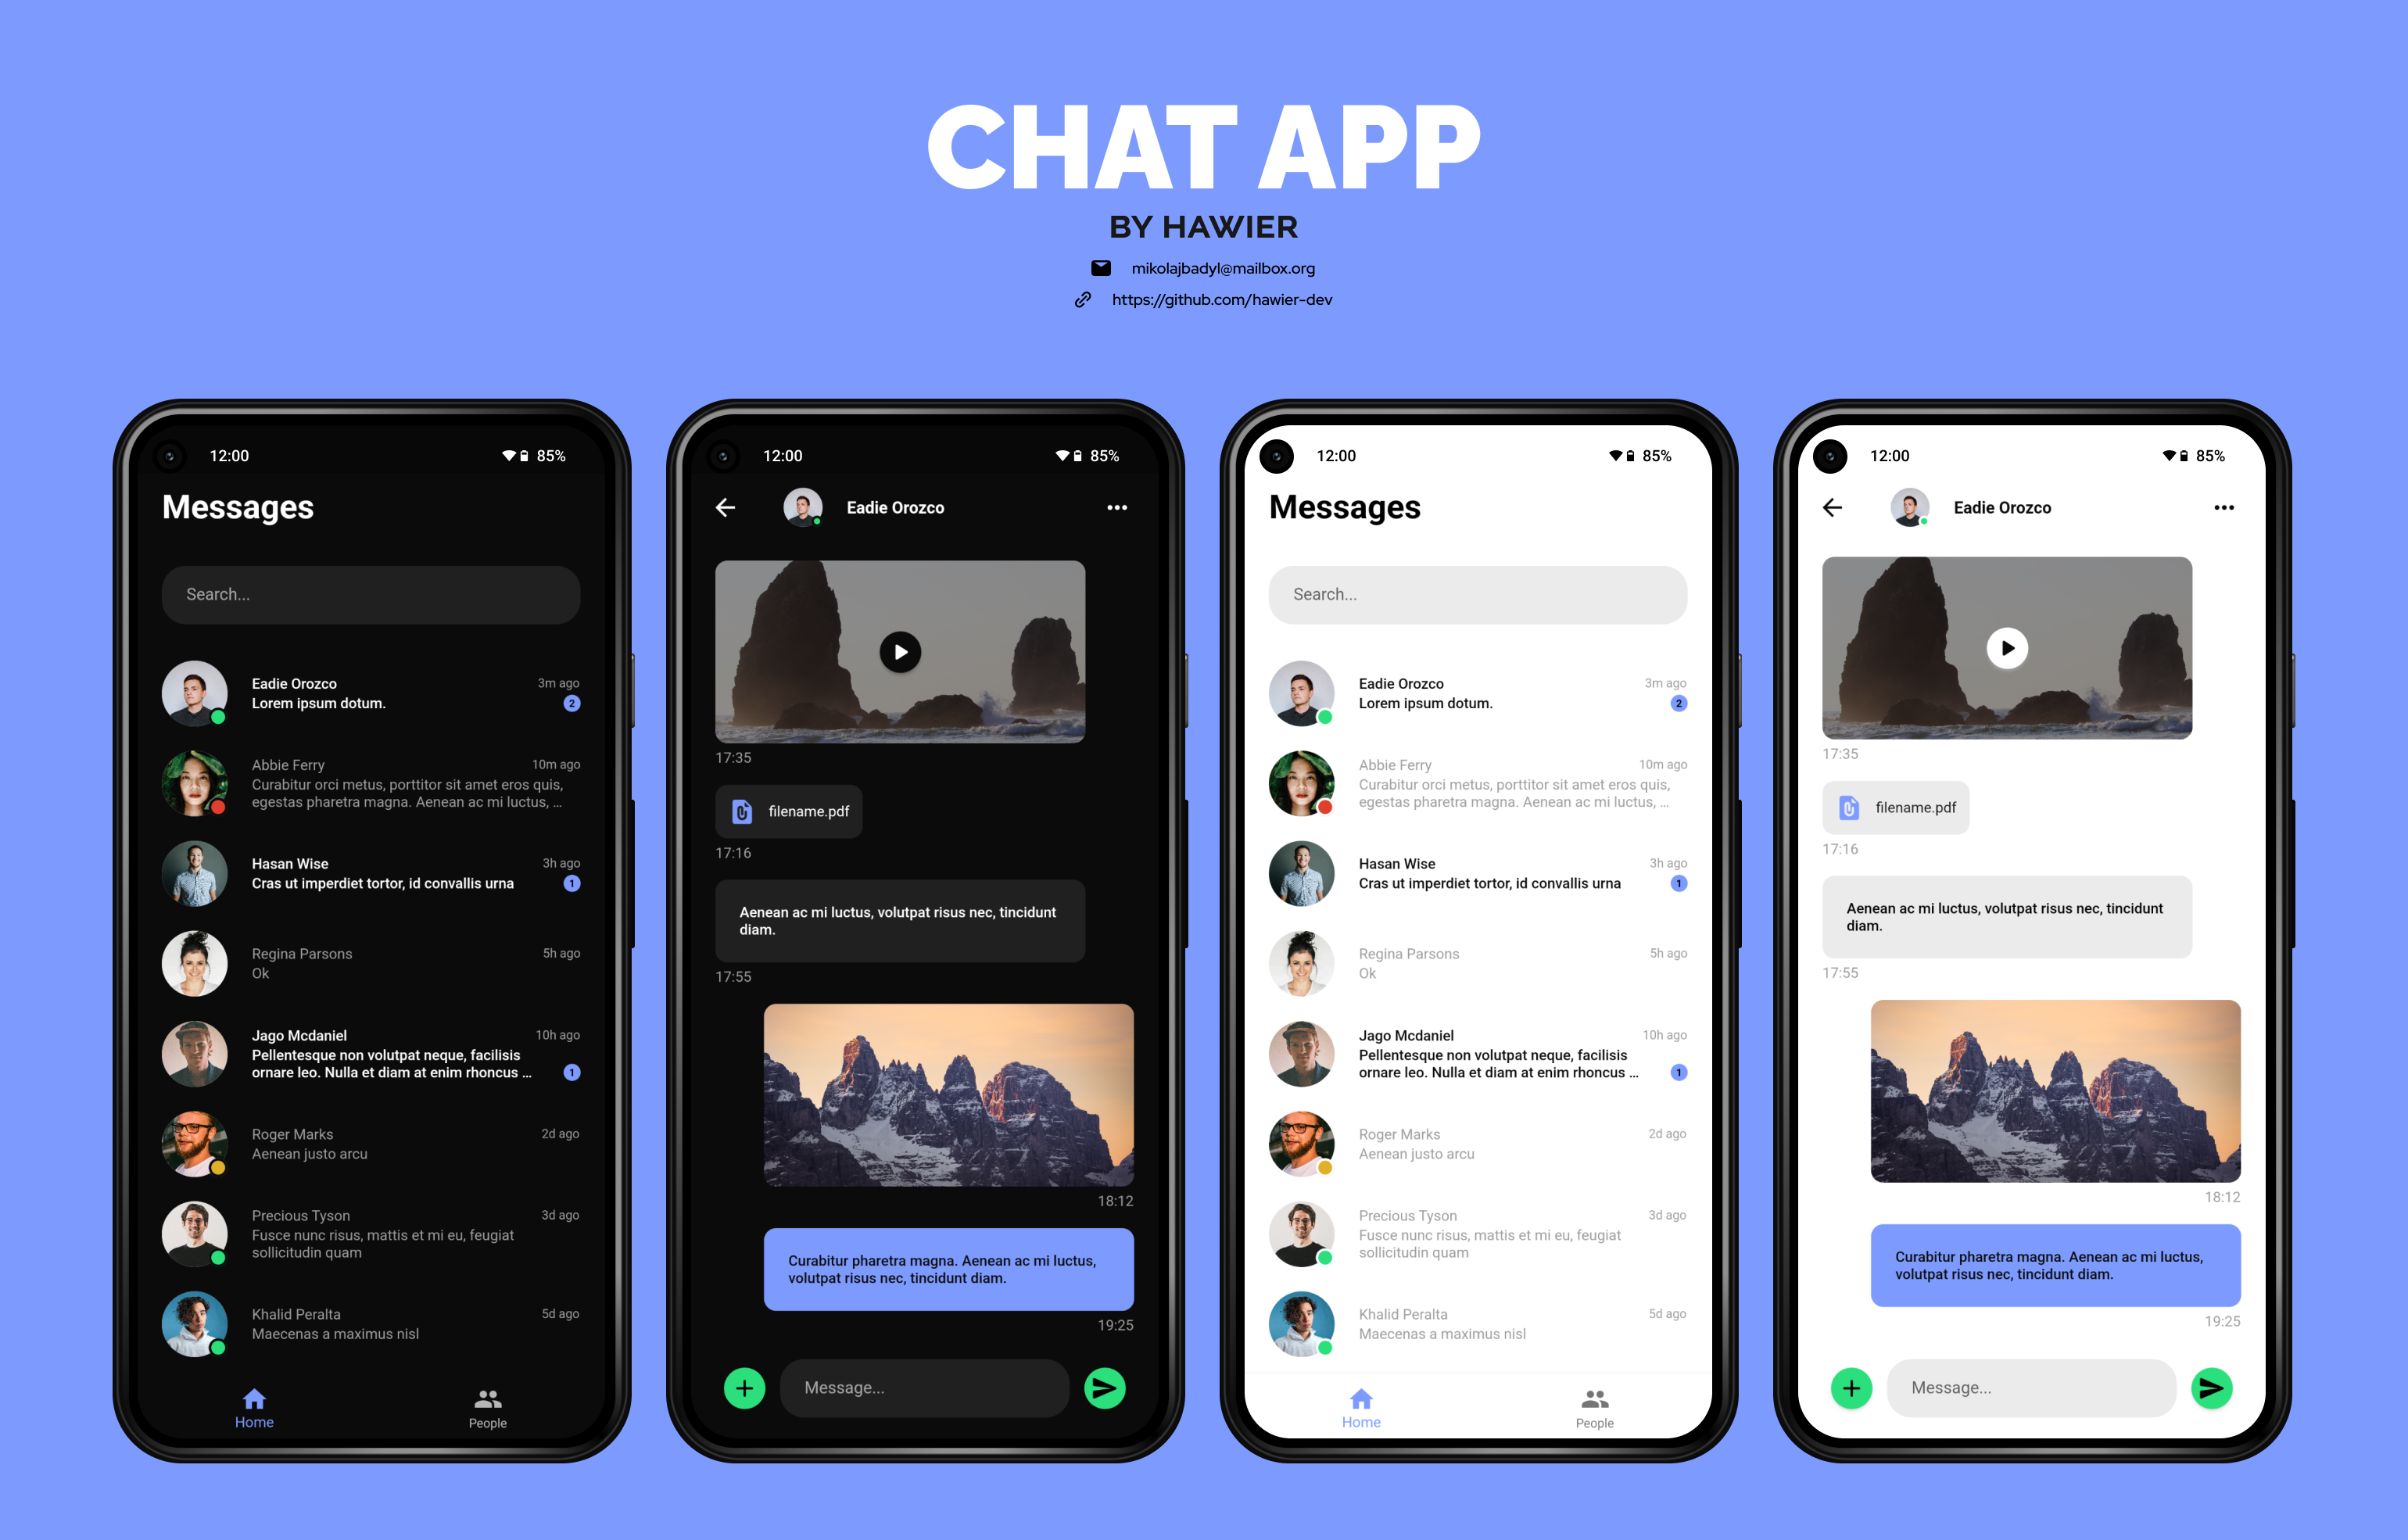 CHAT APP
BY HAWIER
mikolajbadyl@mailbox.org
https://github.com/hawier-dev
12:00
85%
Messages
Search...
Eadie Orozco
3m ago
Lorem ipsum dotum.
2
Abbie Ferry
10m ago
Curabitur orci metus, porttitor sit amet eros quis,
egestas pharetra magna. Aenean ac mi luctus, ...
Hasan Wise
3h ago
Cras ut imperdiet tortor, id convallis urna
1
Regina Parsons
5h ago
Ok
Jago Mcdaniel
10h ago
Pellentesque non volutpat neque, facilisis
ornare leo. Nulla et diam at enim rhoncus ...
1
Roger Marks
2d ago
Aenean justo arcu
Precious Tyson
3d ago
Fusce nunc risus, mattis et mi eu, feugiat
sollicitudin quam
Khalid Peralta
5d ago
Maecenas a maximus nisl
Home
People
12:00
85%
Eadie Orozco
17:35
filename.pdf
17:16
Aenean ac mi luctus, volutpat risus nec, tincidunt
diam.
17:55
18:12
Curabitur pharetra magna. Aenean ac mi luctus,
volutpat risus nec, tincidunt diam.
19:25
Message...
12:00
85%
Messages
Search...
Eadie Orozco
3m ago
Lorem ipsum dotum.
2
Abbie Ferry
10m ago
Curabitur orci metus, porttitor sit amet eros quis,
egestas pharetra magna. Aenean ac mi luctus, ...
Hasan Wise
3h ago
Cras ut imperdiet tortor, id convallis urna
1
Regina Parsons
5h ago
Ok
Jago Mcdaniel
10h ago
Pellentesque non volutpat neque, facilisis
ornare leo. Nulla et diam at enim rhoncus ...
1
Roger Marks
2d ago
Aenean justo arcu
Precious Tyson
3d ago
Fusce nunc risus, mattis et mi eu, feugiat
sollicitudin quam
Khalid Peralta
5d ago
Maecenas a maximus nisl
Home
People
12:00
85%
Eadie Orozco
17:35
filename.pdf
17:16
Aenean ac mi luctus, volutpat risus nec, tincidunt
diam.
17:55
18:12
Curabitur pharetra magna. Aenean ac mi luctus,
volutpat risus nec, tincidunt diam.
19:25
Message...